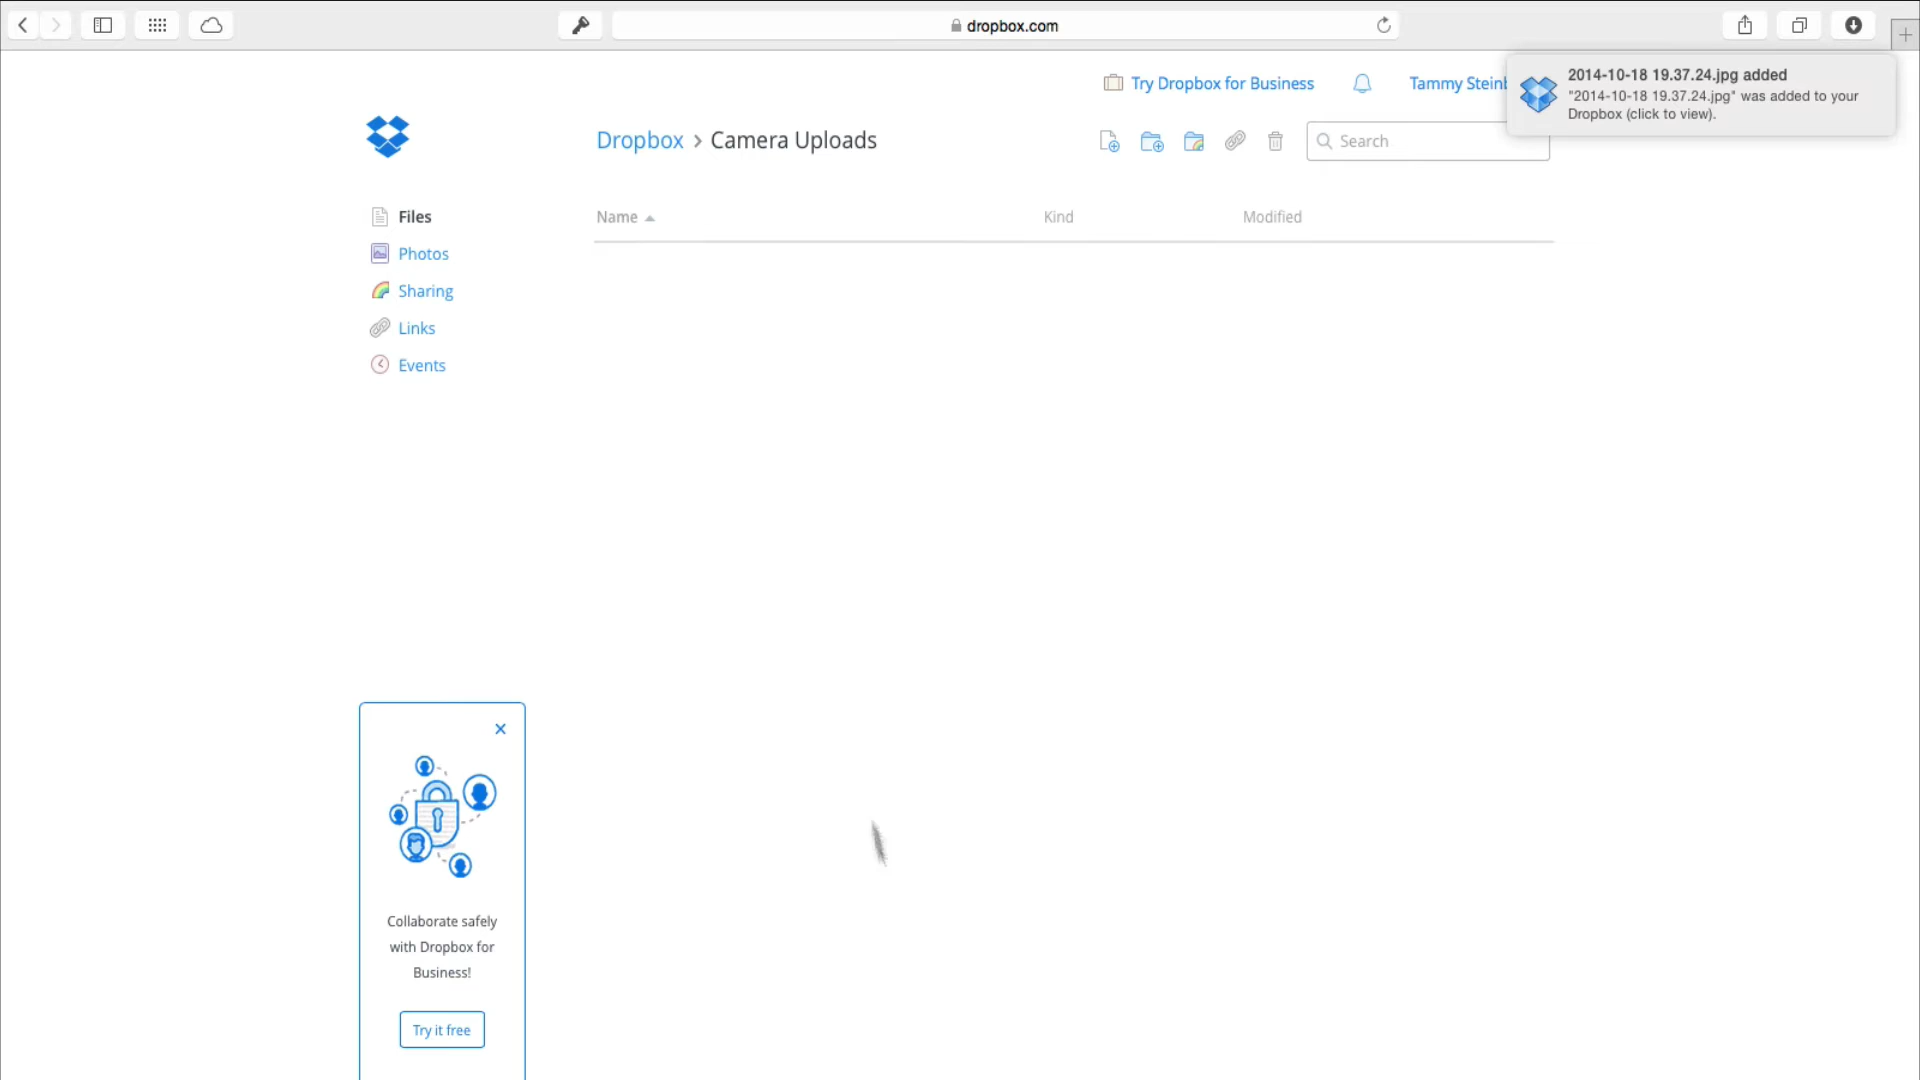 dropbox.com
Try Dropbox for Business
Tammy Steinb
2014-10-18 19.37.24.jpg added
"2014-10-18 19.37.24.jpg" was added to your
Dropbox (click to view).
Dropbox > Camera Uploads
Search
Files
Photos
Sharing
Links
Events
Name
Kind
Modified
Collaborate safely
with Dropbox for
Business!
Try it free